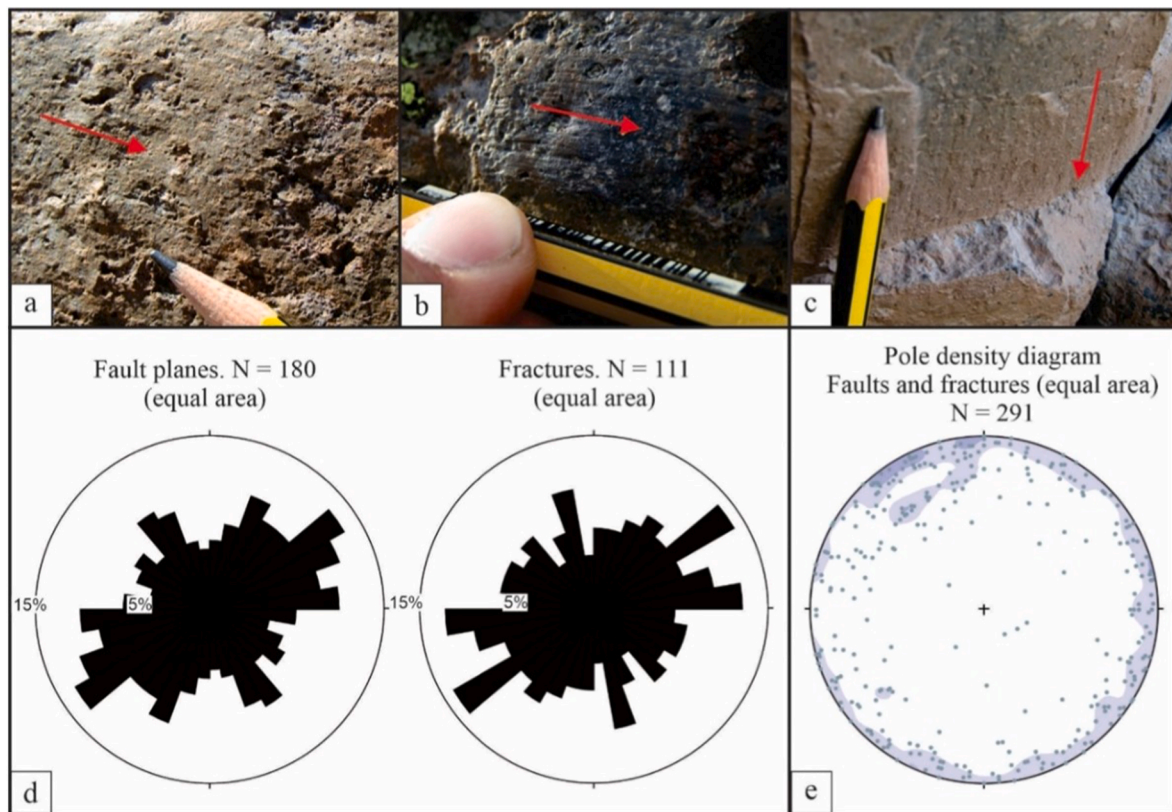 a
b
c
Fault planes. N = 180
(equal area)
Fractures. N = 111
(equal area)
Pole density diagram
Faults and fractures (equal area)
N = 291
15%
5%
15%
5%
d
e